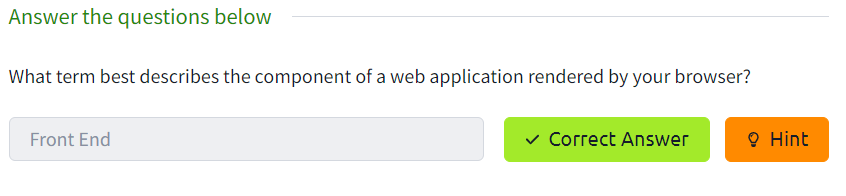 Answer the questions below
What term best describes the component of a web application rendered by your browser?
Front End
Correct Answer
Hint